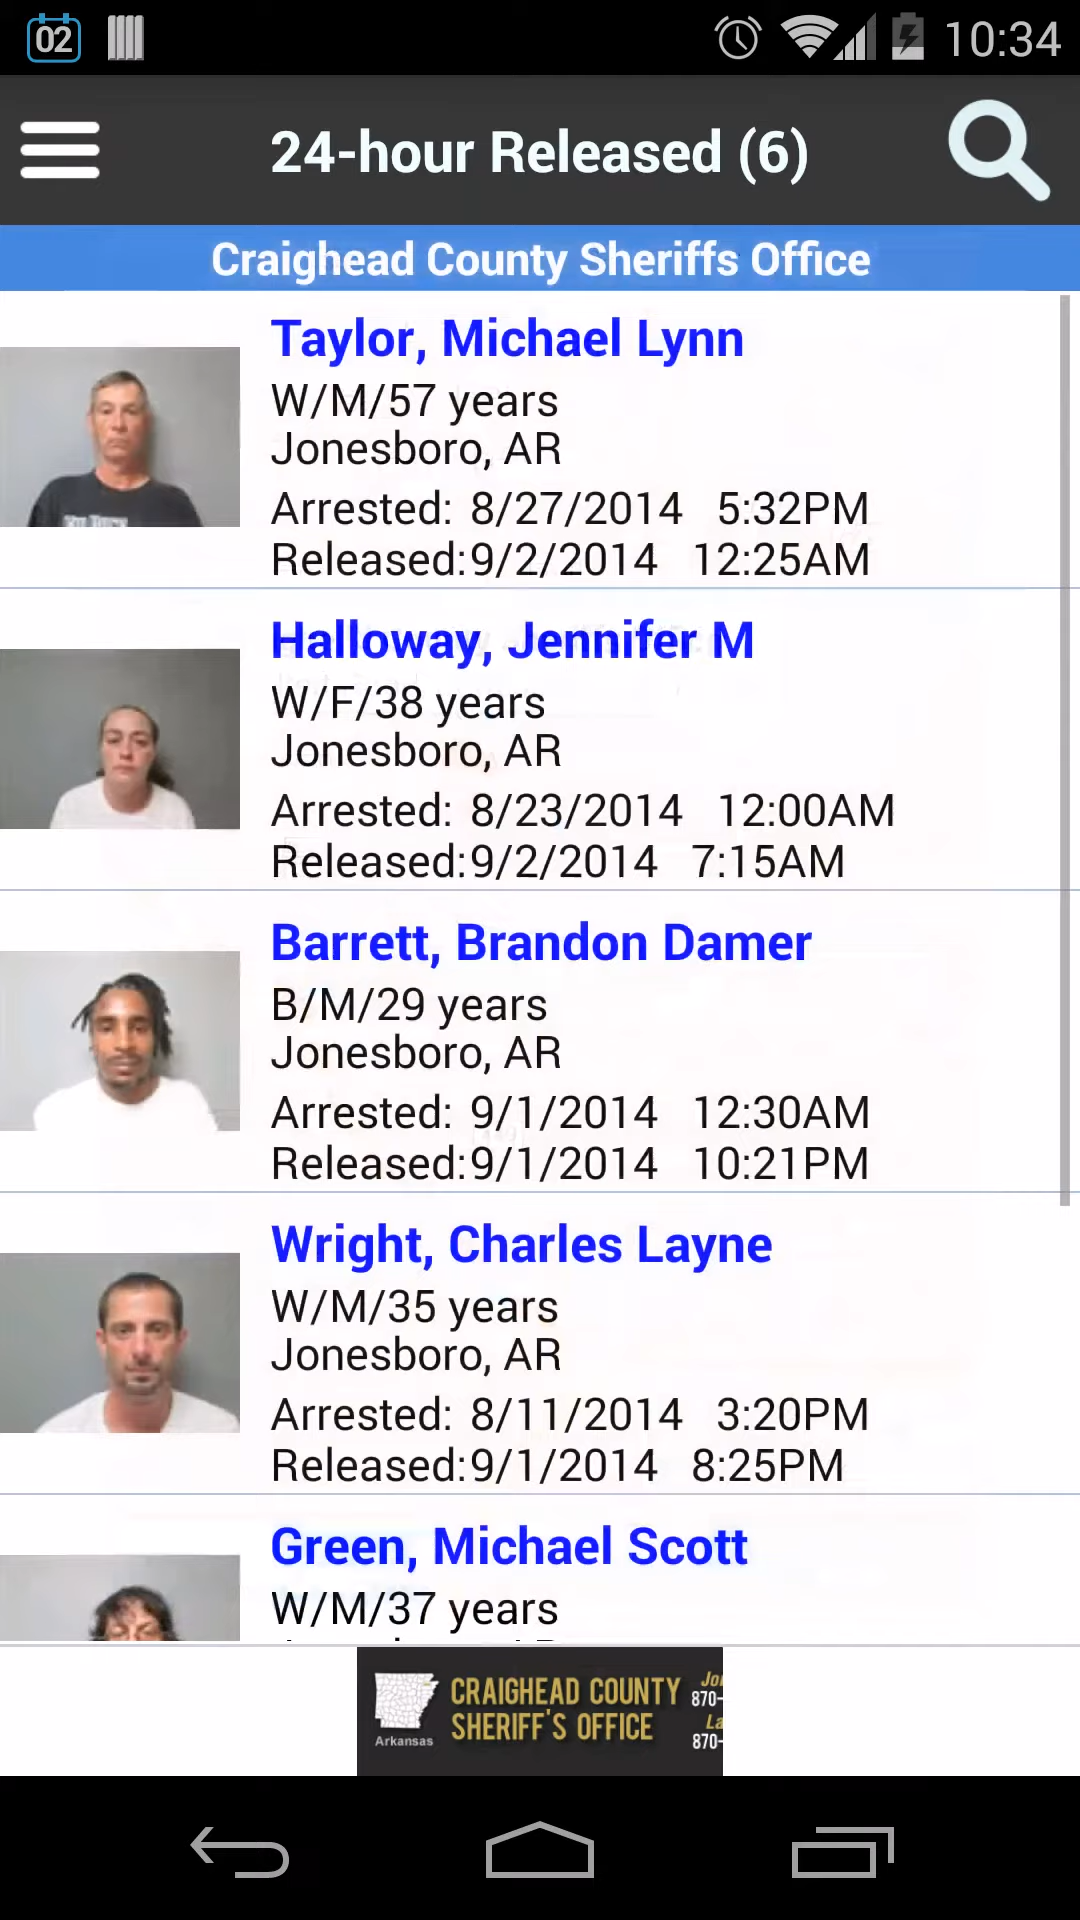 02
10:34
24-hour Released (6)
Craighead County Sheriffs Office
Taylor, Michael Lynn
W/M/57 years
Jonesboro, AR
Arrested: 8/27/2014 5:32PM
Released: 9/2/2014 12:25AM
Halloway, Jennifer M
W/F/38 years
Jonesboro, AR
Arrested: 8/23/2014 12:00AM
Released: 9/2/2014 7:15AM
Barrett, Brandon Damer
B/M/29 years
Jonesboro, AR
Arrested: 9/1/2014 12:30AM
Released: 9/1/2014 10:21PM
Wright, Charles Layne
W/M/35 years
Jonesboro, AR
Arrested: 8/11/2014 3:20PM
Released: 9/1/2014 8:25PM
Green, Michael Scott
W/M/37 years
CRAIGHEAD COUNTY
SHERIFF'S OFFICE
Arkansas
870-
870-